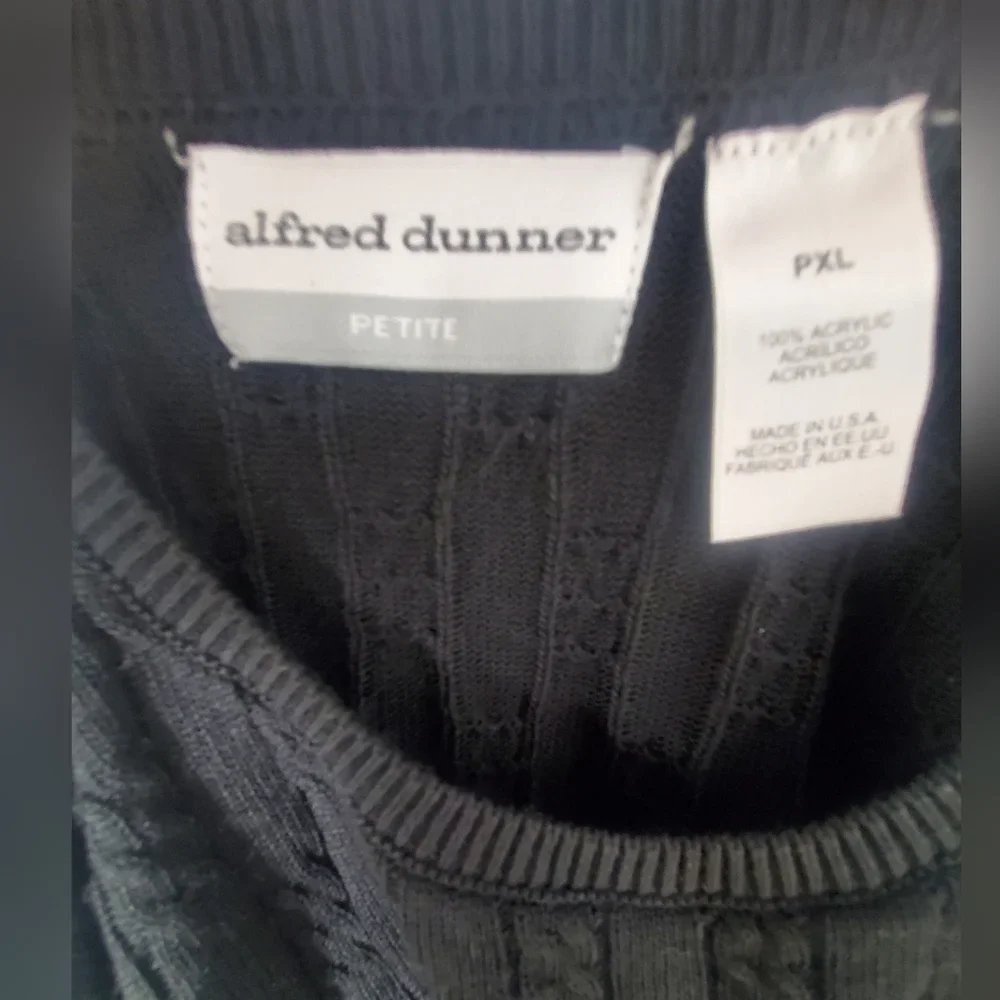 alfred dunner
PETITE
PXL
100% ACRYLIC
ACRILICO
ACRYLIQUE
MADE IN U.S.A.
HECHO EN EE.UU.
FABRIQUÉ AUX É.-U.